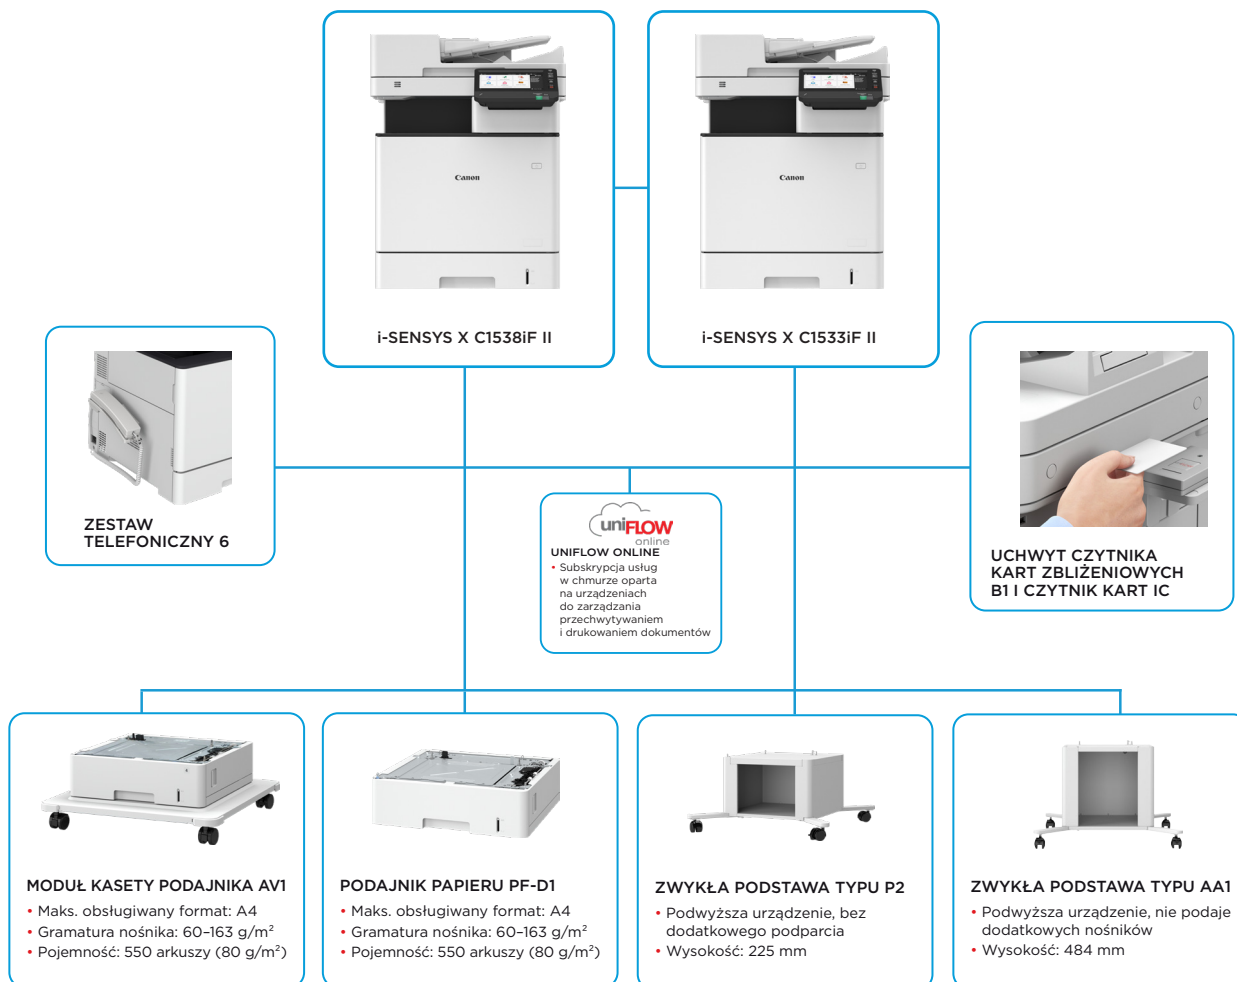 Canon
Canon
i-SENSYS X C1538iF II
i-SENSYS X C1533iF II
ZESTAW
TELEFONICZNY 6
uniFLOW
online
UNIFLOW ONLINE
• Subskrypcja usług
w chmurze oparta
na urządzeniach
do zarządzania
przechwytywaniem
i drukowaniem dokumentów
UCHWYT CZYTNIKA
KART ZBLIŻENIOWYCH
B1 I CZYTNIK KART IC
MODUŁ KASETY PODAJNIKA AV1
• Maks. obsługiwany format: A4
• Gramatura nośnika: 60–163 g/m²
• Pojemność: 550 arkuszy (80 g/m²)
PODAJNIK PAPIERU PF-D1
• Maks. obsługiwany format: A4
• Gramatura nośnika: 60–163 g/m²
• Pojemność: 550 arkuszy (80 g/m²)
ZWYKŁA PODSTAWA TYPU P2
• Podwyższa urządzenie, bez
dodatkowego podparcia
• Wysokość: 225 mm
ZWYKŁA PODSTAWA TYPU AA1
• Podwyższa urządzenie, nie podaje
dodatkowych nośników
• Wysokość: 484 mm